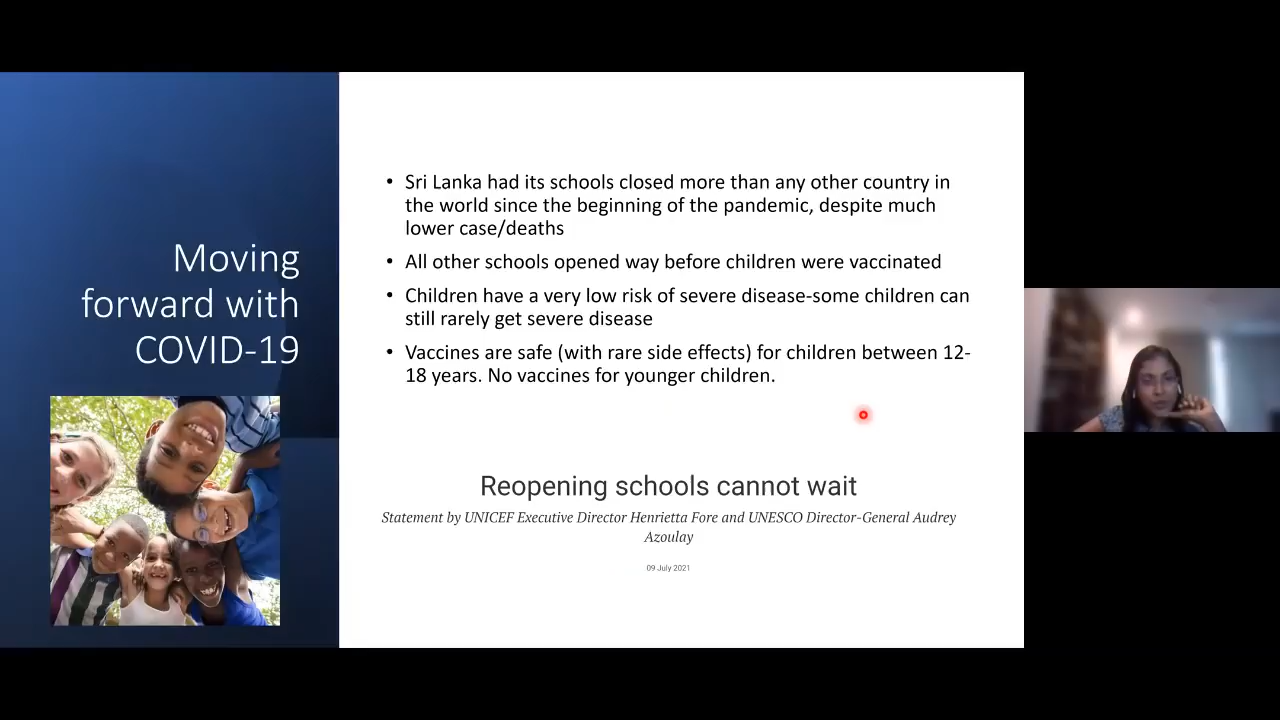 Moving
forward with
COVID-19
• Sri Lanka had its schools closed more than any other country in
the world since the beginning of the pandemic, despite much
lower case/deaths
• All other schools opened way before children were vaccinated
• Children have a very low risk of severe disease-some children can
still rarely get severe disease
• Vaccines are safe (with rare side effects) for children between 12-
18 years. No vaccines for younger children.
Reopening schools cannot wait
Statement by UNICEF Executive Director Henrietta Fore and UNESCO Director-General Audrey
Azoulay
09 July 2021